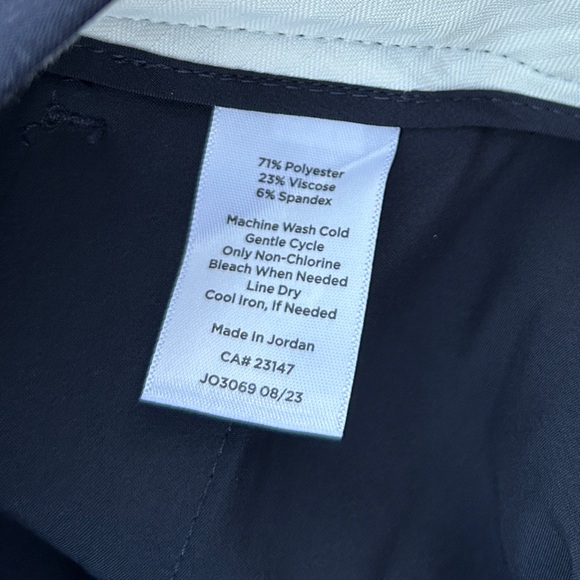 71% Polyester
23% Viscose
6% Spandex
Machine Wash Cold
Gentle Cycle
Only Non-Chlorine
Bleach When Needed
Line Dry
Cool Iron, If Needed
Made In Jordan
CA# 23147
JO3069 08/23